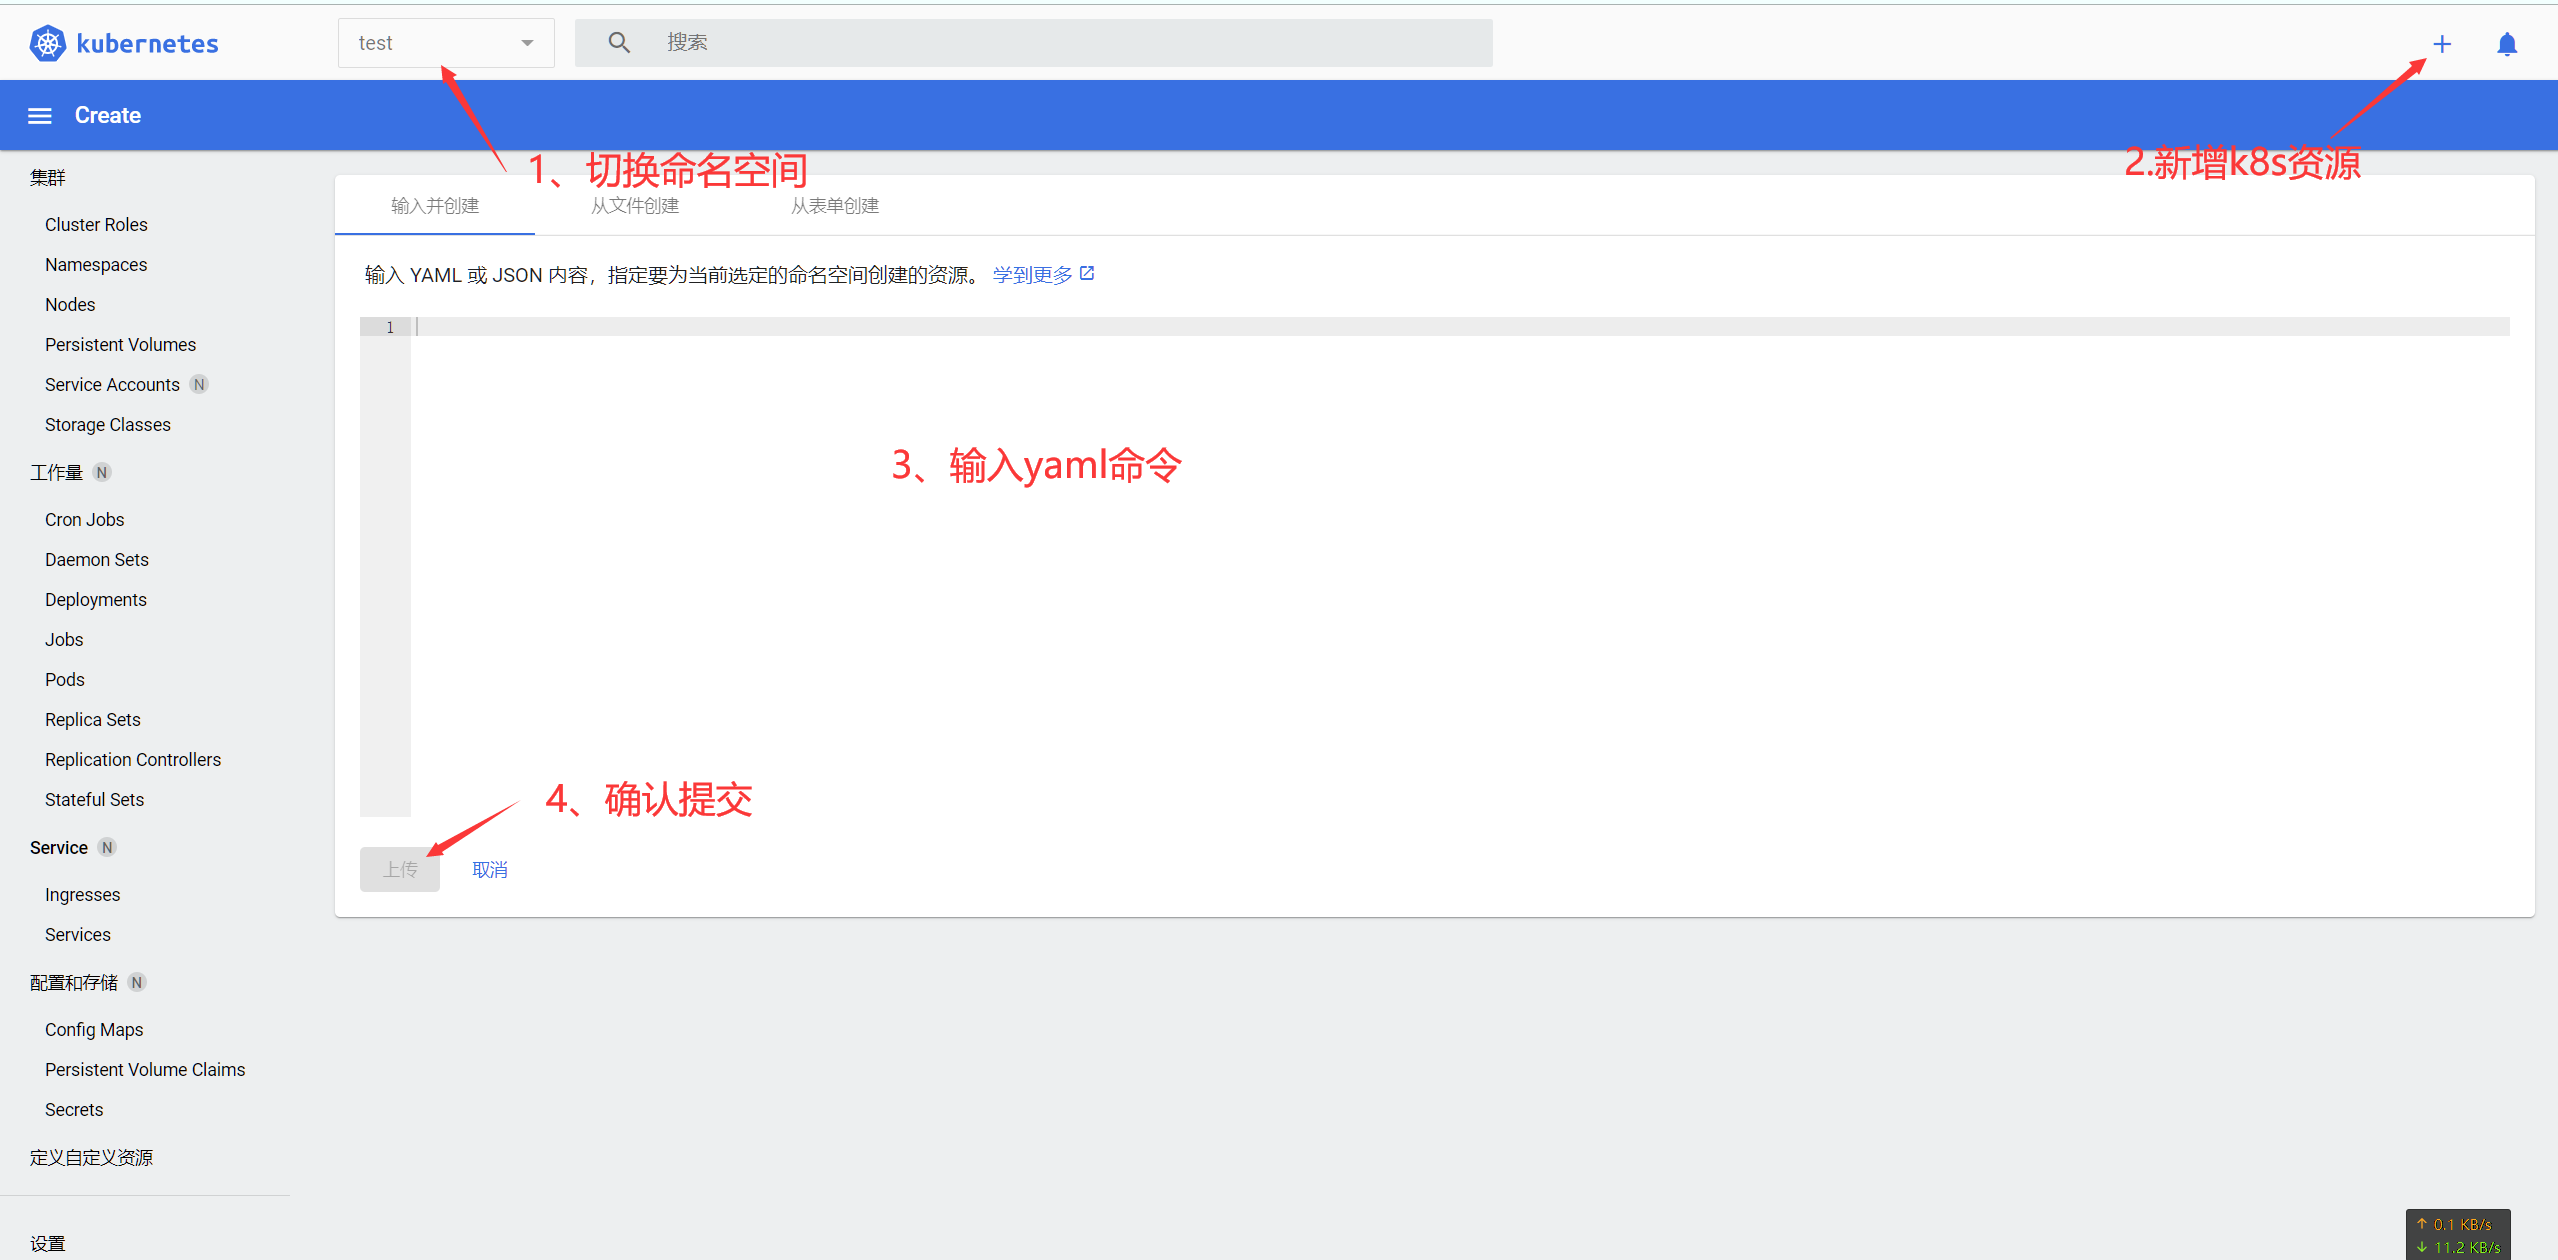 kubernetes
test
搜索
Create
1、切换命名空间
2.新增k8s资源
集群
Cluster Roles
Namespaces
Nodes
Persistent Volumes
Service Accounts N
Storage Classes
工作量 N
Cron Jobs
Daemon Sets
Deployments
Jobs
Pods
Replica Sets
Replication Controllers
Stateful Sets
Service N
Ingresses
Services
配置和存储 N
Config Maps
Persistent Volume Claims
Secrets
定义自定义资源
设置
输入并创建
从文件创建
从表单创建
输入 YAML 或 JSON 内容，指定要为当前选定的命名空间创建的资源。 学到更多
1
3、输入yaml命令
4、确认提交
上传
取消
↑ 0.1 KB/s
↓ 11.2 KB/s